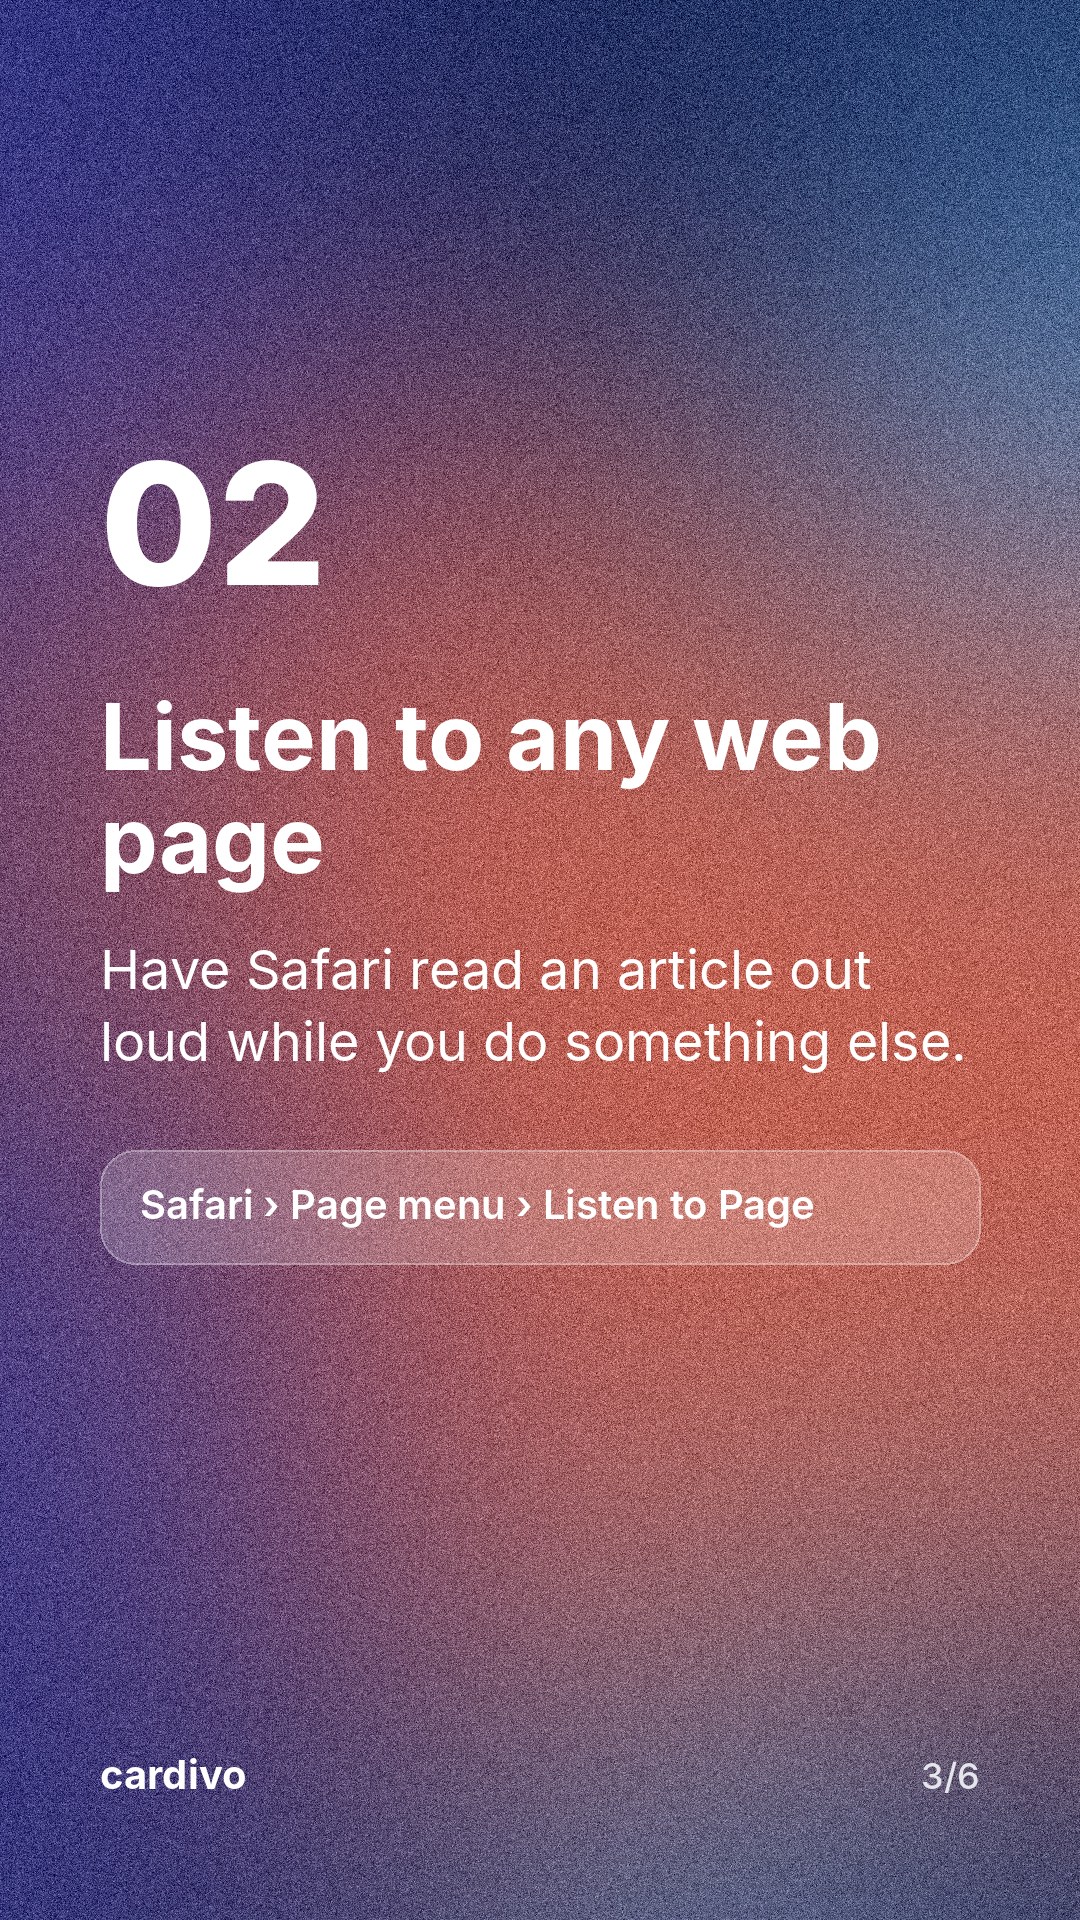 02
Listen to any web
page
Have Safari read an article out
loud while you do something else.
Safari › Page menu › Listen to Page
cardivo
3/6